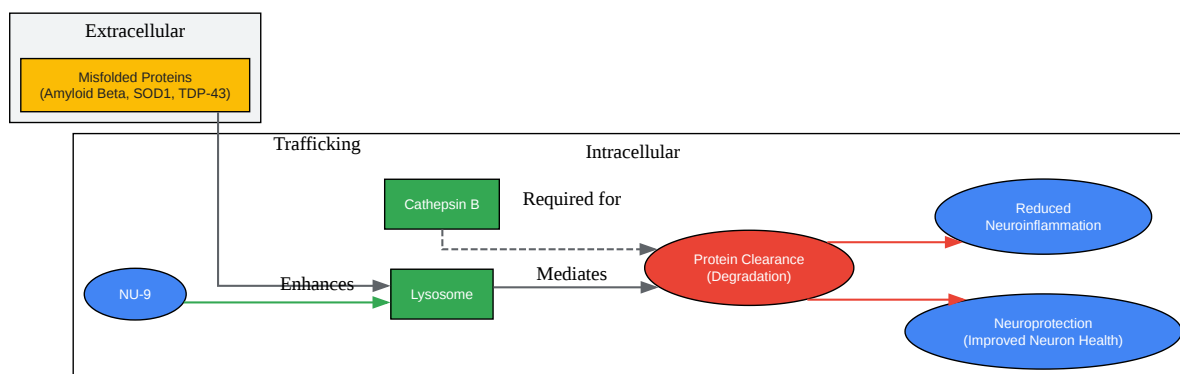 Extracellular
Misfolded Proteins
(Amyloid Beta, SOD1, TDP-43)
Trafficking
Intracellular
Cathepsin B
Required for
Reduced
Neuroinflammation
Protein Clearance
(Degradation)
NU-9
Enhances
Lysosome
Mediates
Neuroprotection
(Improved Neuron Health)